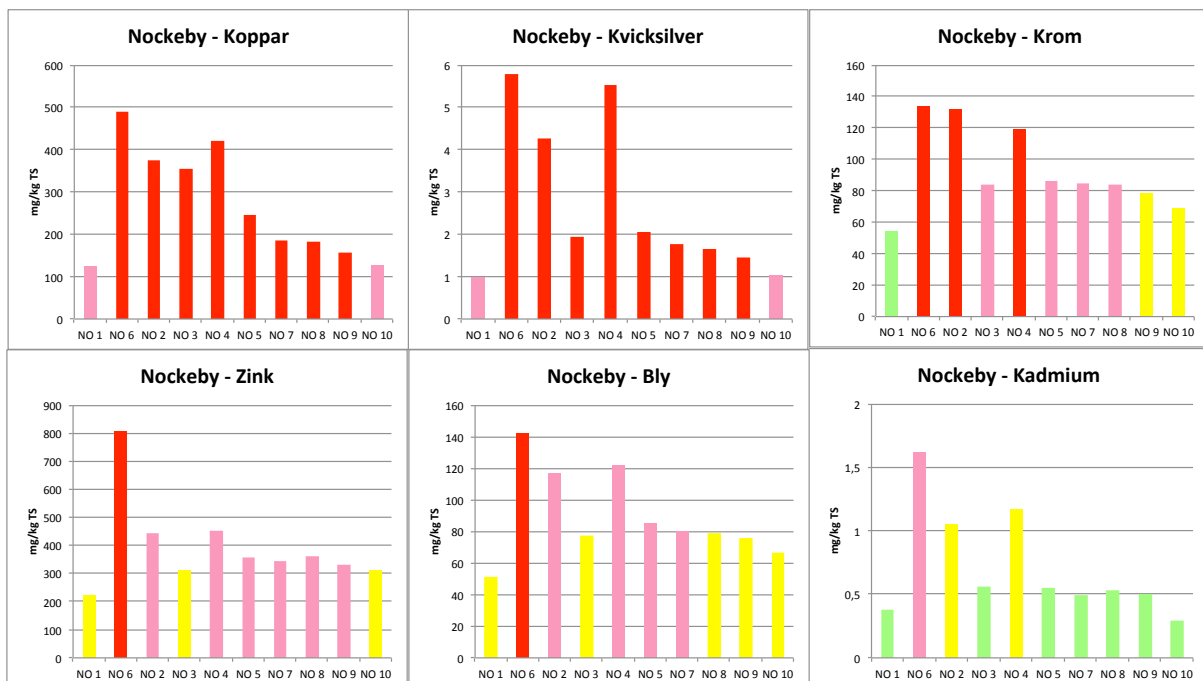 Nockeby - Koppar
600
500
400
300
200
100
0
mg/kg TS
NO 1 NO 6 NO 2 NO 3 NO 4 NO 5 NO 7 NO 8 NO 9 NO 10
Nockeby - Kvicksilver
6
5
4
3
2
1
0
mg/kg TS
NO 1 NO 6 NO 2 NO 3 NO 4 NO 5 NO 7 NO 8 NO 9 NO 10
Nockeby - Krom
160
140
120
100
80
60
40
20
0
mg/kg TS
NO 1 NO 6 NO 2 NO 3 NO 4 NO 5 NO 7 NO 8 NO 9 NO 10
Nockeby - Zink
900
800
700
600
500
400
300
200
100
0
mg/kg TS
NO 1 NO 6 NO 2 NO 3 NO 4 NO 5 NO 7 NO 8 NO 9 NO 10
Nockeby - Bly
160
140
120
100
80
60
40
20
0
mg/kg TS
NO 1 NO 6 NO 2 NO 3 NO 4 NO 5 NO 7 NO 8 NO 9 NO 10
Nockeby - Kadmium
2
1,5
1
0,5
0
mg/kg TS
NO 1 NO 6 NO 2 NO 3 NO 4 NO 5 NO 7 NO 8 NO 9 NO 10